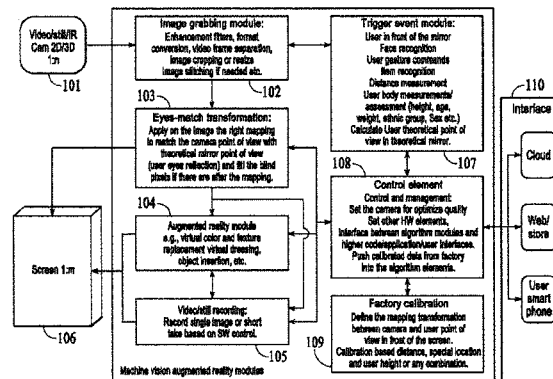 Video/still/IR
Cam 2D/3D
1:n
101
Image grabbing module:
Enhancement filters, format
conversion, video frame separation,
image cropping or resize
image stitching if needed etc.
102
103
Eyes-match transformation:
Apply on the image the right mapping
to match the camera point of view with
theoretical mirror point of view
(user eyes reflection) and fill the blind
pixels if there are after the mapping.
104
Augmented reality module
e.g., virtual color and texture
replacement virtual dressing,
object insertion, etc.
Video/still recording:
Record single image or short
take based on SW control.
105
Screen 1:n
106
Machine vision augmented reality modules
Trigger event module:
User in front of the mirror
Face recognition
User gesture commands
Item recognition
Distance measurement
User body measurements/
assessment (height, age,
weight, ethnic group, Sex etc.)
Calculate User theoretical point of
view in theoretical mirror.
107
108
Control element
Control and management:
Set the camera for optimize quality
Set other HW elements,
Interface between algorithm modules and
higher code/application/user interfaces.
Push calibrated data from factory
into the algorithm elements.
Factory calibration
Define the mapping transformation
between camera and user point of
view in front of the screen.
Calibration based distance, special location
and user height or any combination.
109
110
Interface
Cloud
Web/
store
User
smart
phone